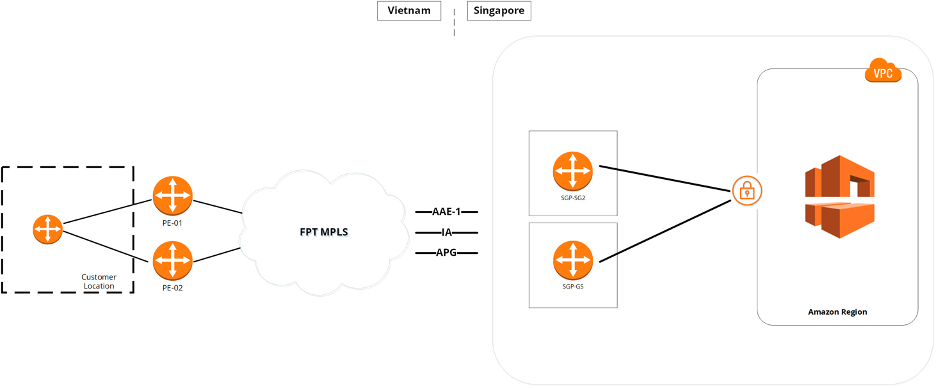 Vietnam
Singapore
VPC
SGP-SG2
PE-01
FPT MPLS
AAE-1
IA
APG
Customer
Location
PE-02
SGP-GS
Amazon Region